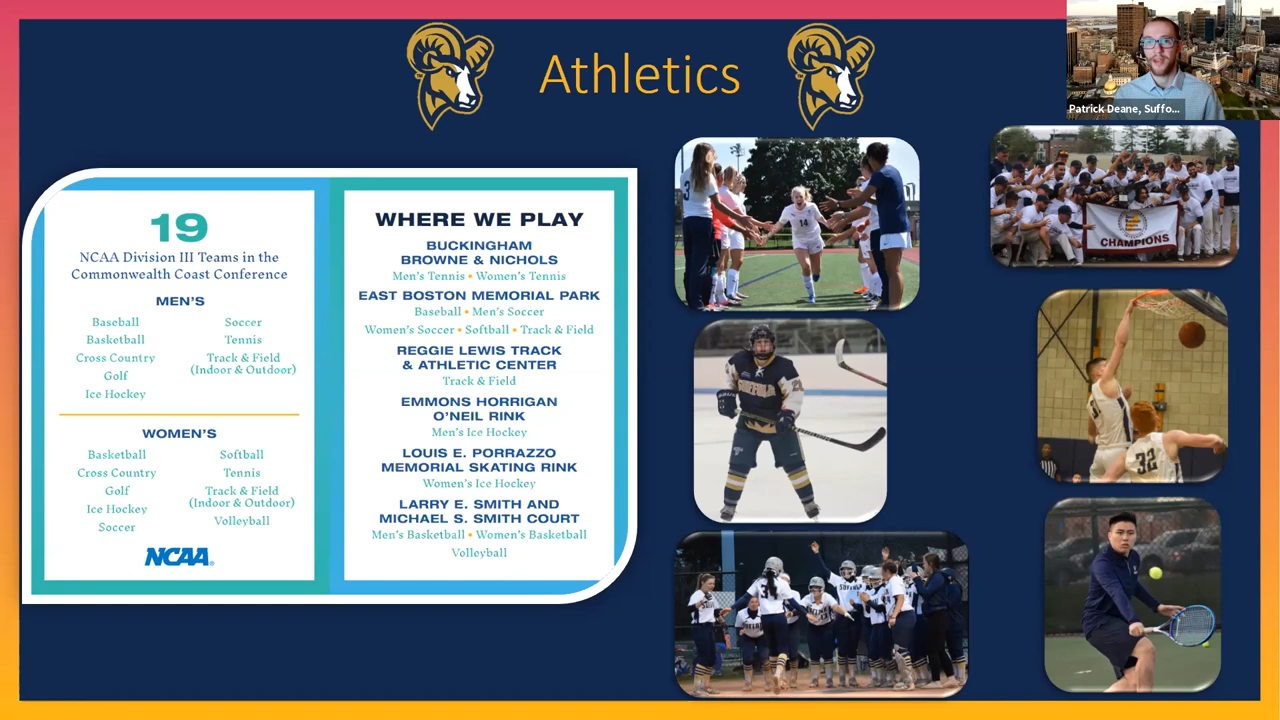 Athletics
Patrick Deane, Suffo...
19
NCAA Division III Teams in the
Commonwealth Coast Conference
MEN'S
Baseball
Basketball
Cross Country
Golf
Ice Hockey
Soccer
Tennis
Track & Field
(Indoor & Outdoor)
WOMEN'S
Basketball
Cross Country
Golf
Ice Hockey
Soccer
Softball
Tennis
Track & Field
(Indoor & Outdoor)
Volleyball
NCAA®
WHERE WE PLAY
BUCKINGHAM
BROWNE & NICHOLS
Men's Tennis • Women's Tennis
EAST BOSTON MEMORIAL PARK
Baseball • Men's Soccer
Women's Soccer • Softball • Track & Field
REGGIE LEWIS TRACK
& ATHLETIC CENTER
Track & Field
EMMONS HORRIGAN
O'NEIL RINK
Men's Ice Hockey
LOUIS E. PORRAZZO
MEMORIAL SKATING RINK
Women's Ice Hockey
LARRY E. SMITH AND
MICHAEL S. SMITH COURT
Men's Basketball • Women's Basketball
Volleyball
3
14
CHAMPIONS
SUFFOLK
32